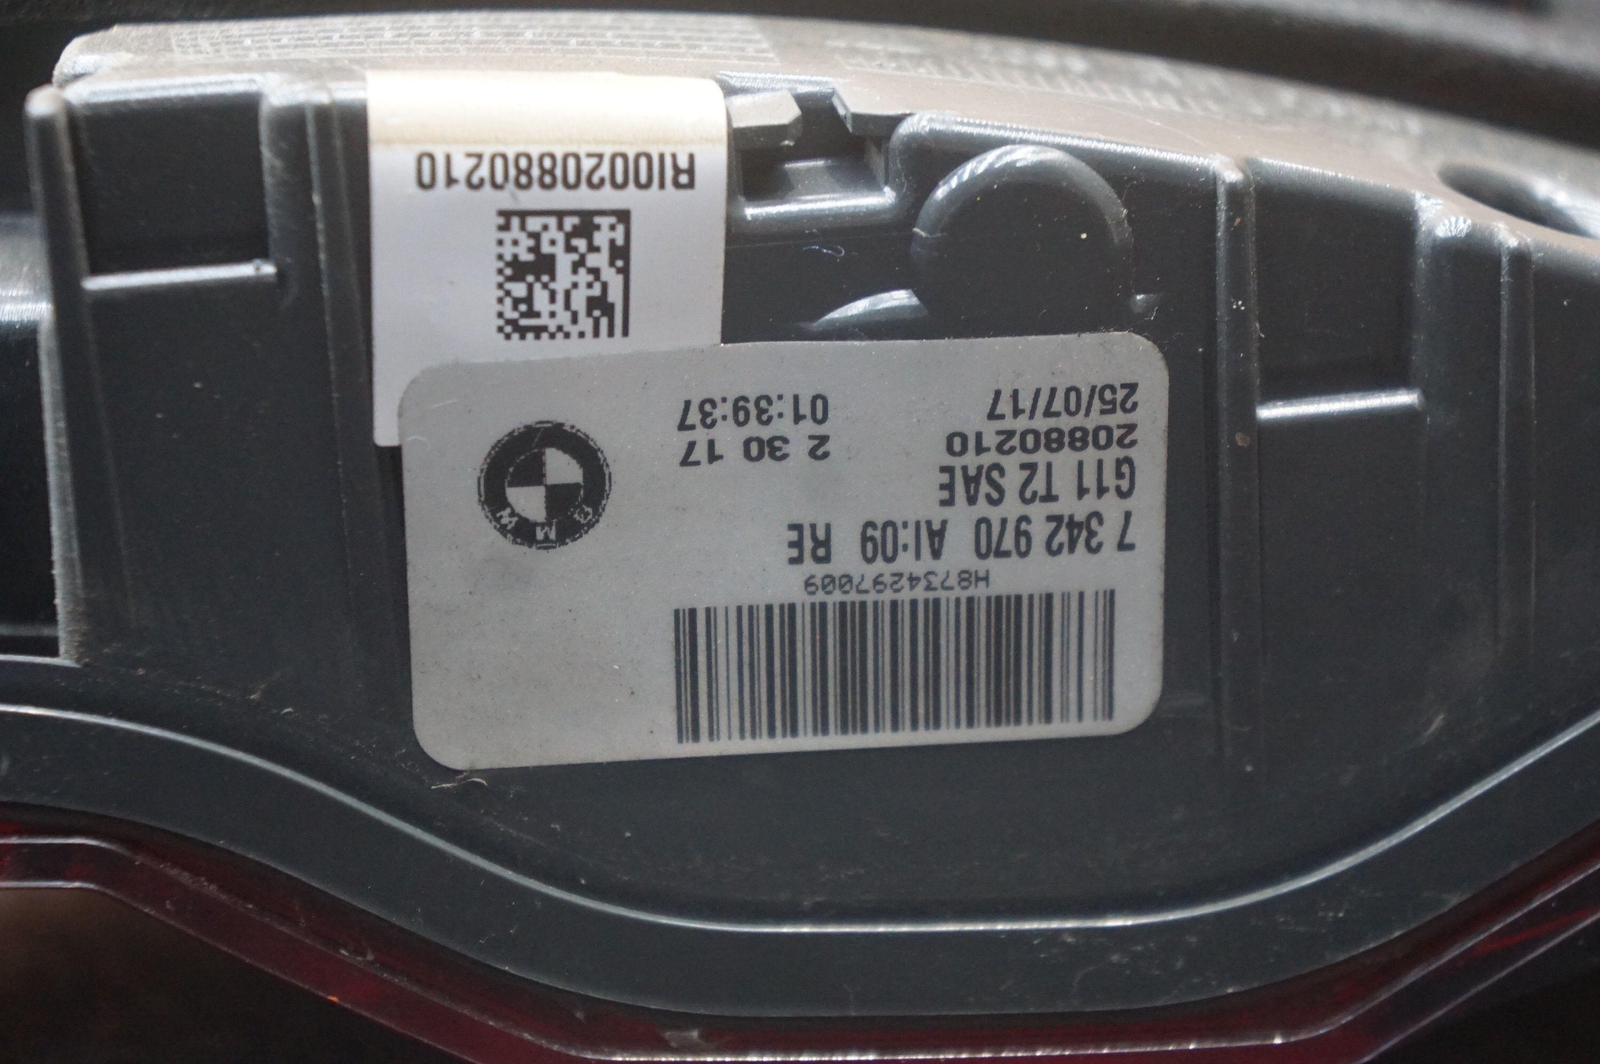 H8734297009
7 342 970 AI:09 RE
G11 T2 SAE
20880210
2 30 17
25/07/17
01:39:37
BMW
RI0020880210